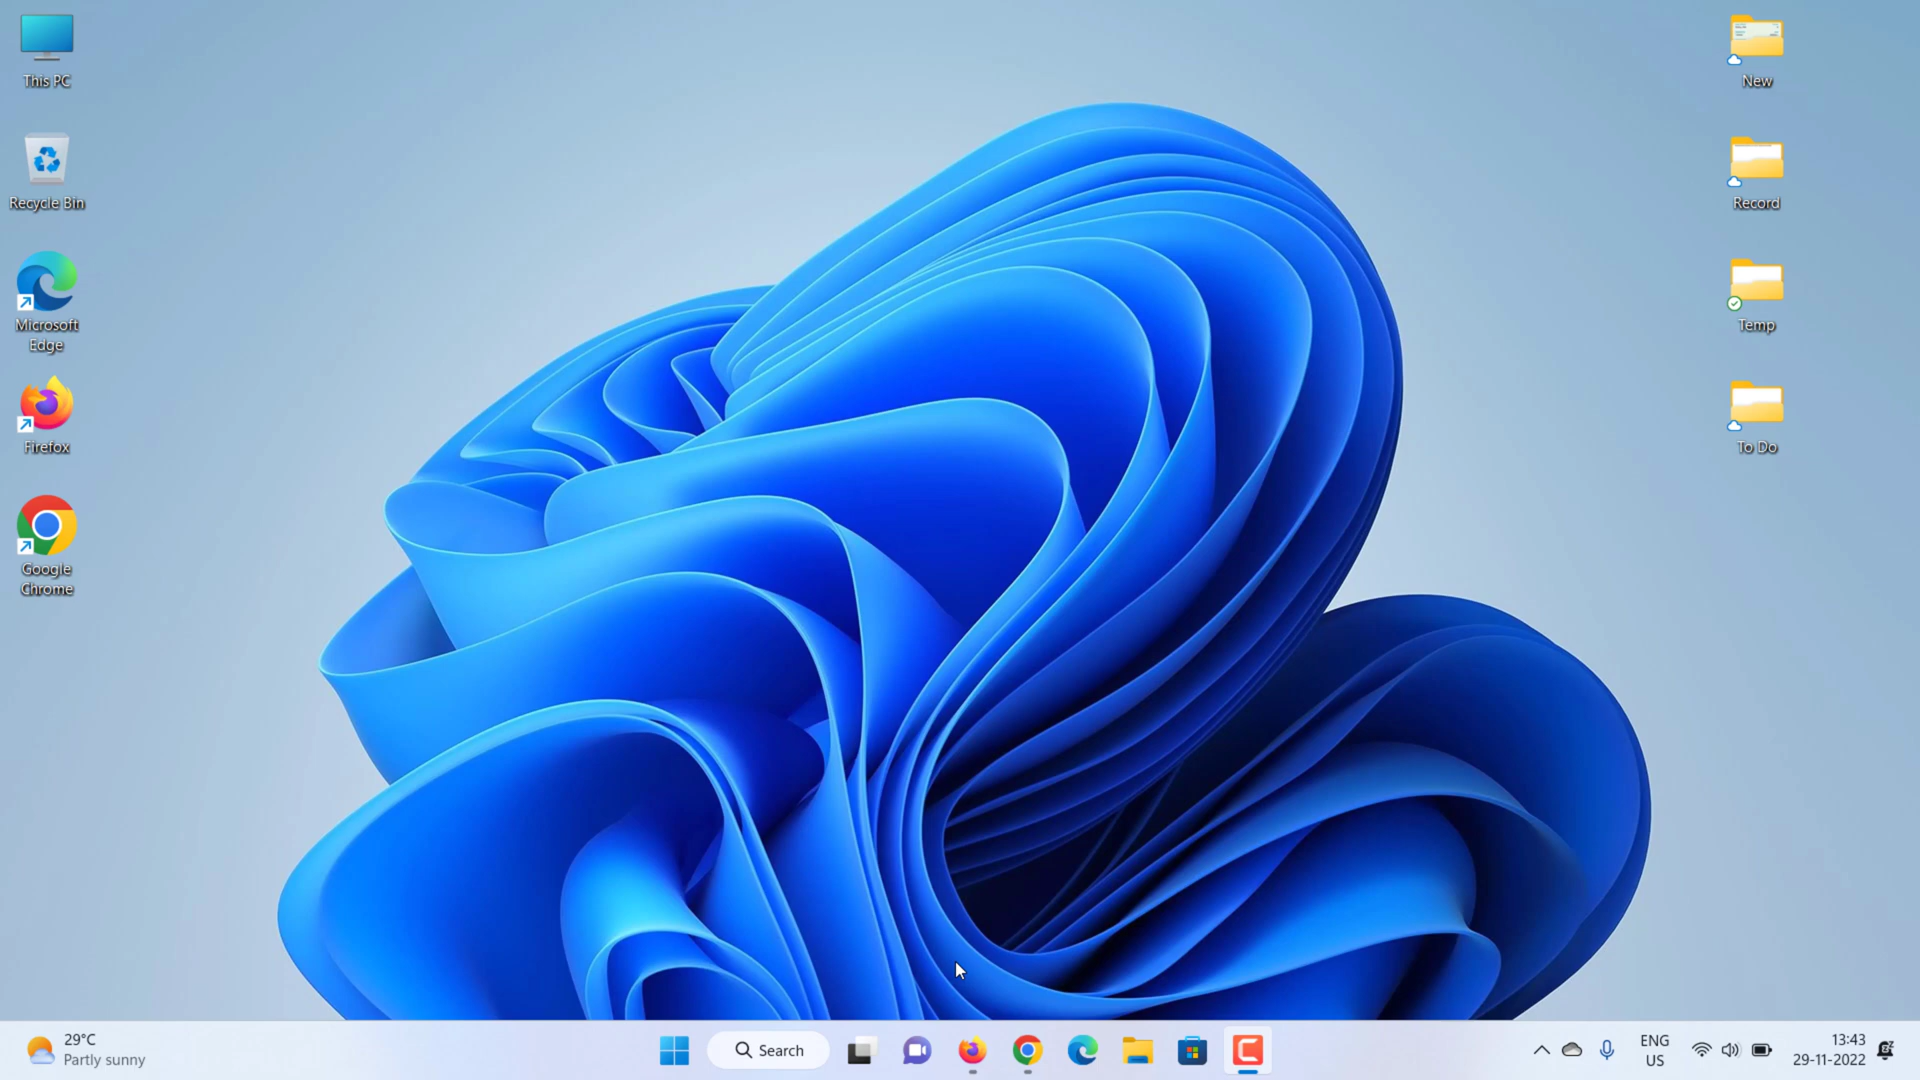 This PC
Recycle Bin
Microsoft
Edge
Firefox
Google
Chrome
New
Record
Temp
To Do
29°C
Partly sunny
Search
ENG
US
13:43
29-11-2022